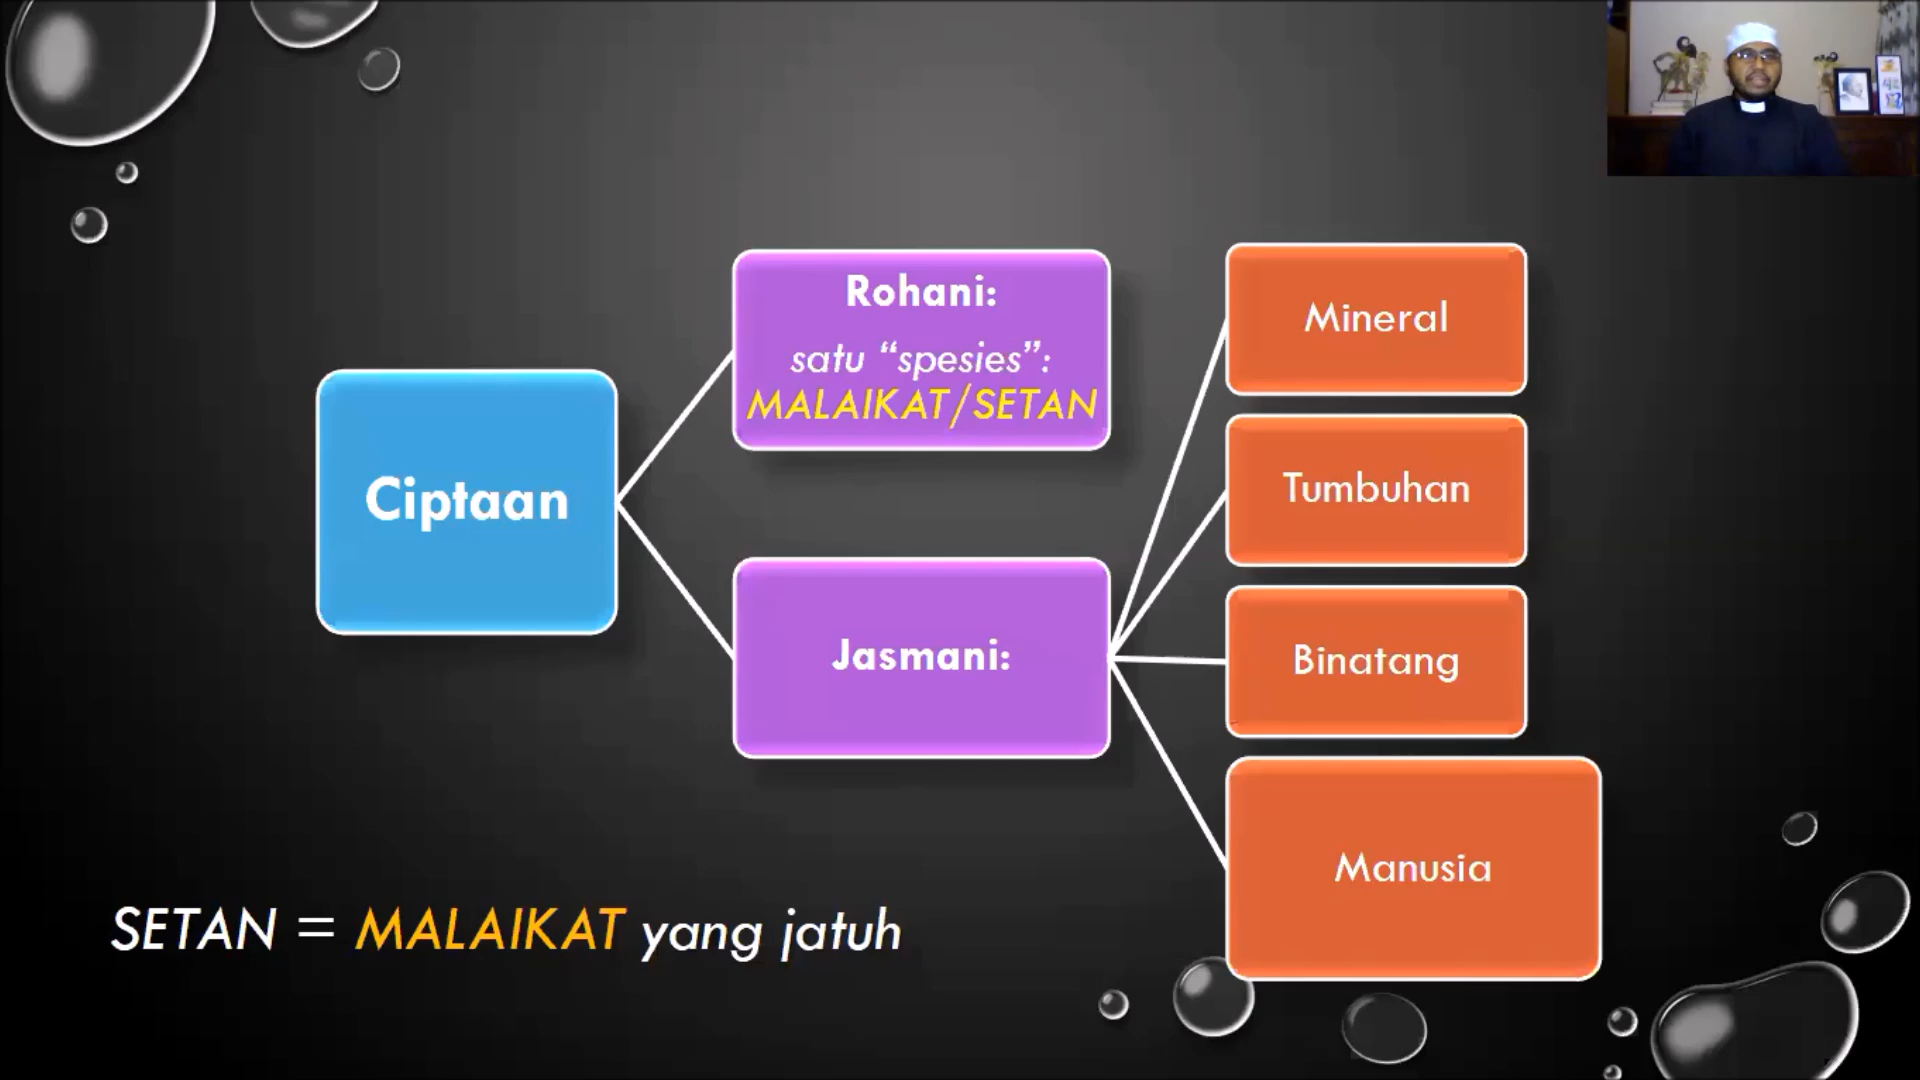 Ciptaan
Rohani:
satu “spesies”:
MALAIKAT/SETAN
Jasmani:
Mineral
Tumbuhan
Binatang
Manusia
SETAN = MALAIKAT yang jatuh